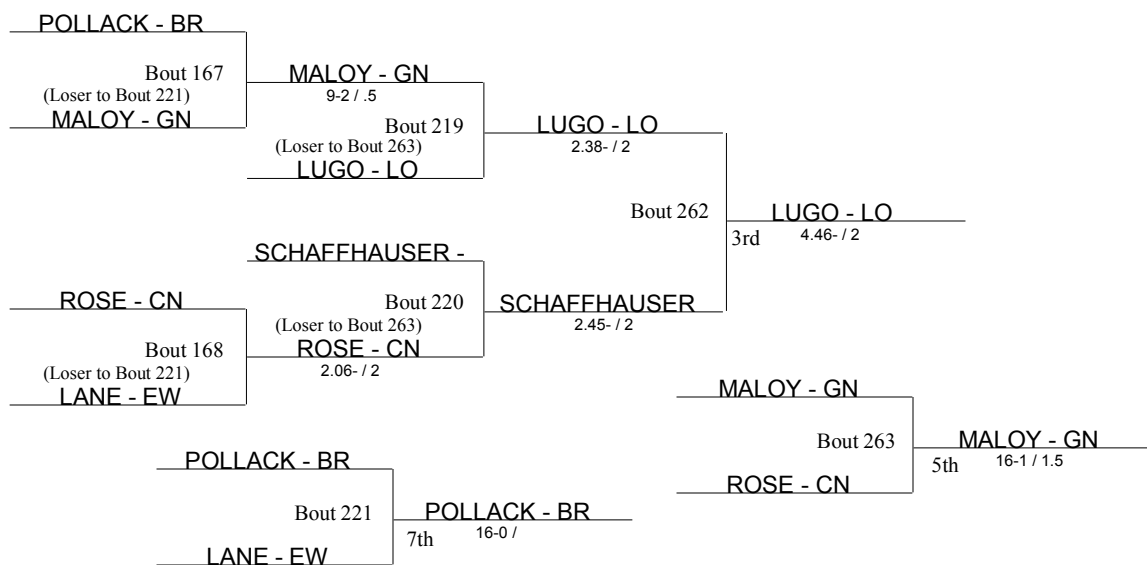 POLLACK - BR
Bout 167
(Loser to Bout 221)
MALOY - GN
MALOY - GN
9-2 / .5
Bout 219
(Loser to Bout 263)
LUGO - LO
LUGO - LO
2.38- / 2
Bout 262
LUGO - LO
3rd
4.46- / 2
SCHAFFHAUSER -
Bout 220
(Loser to Bout 263)
ROSE - CN
2.06- / 2
SCHAFFHAUSER
2.45- / 2
ROSE - CN
Bout 168
(Loser to Bout 221)
LANE - EW
MALOY - GN
Bout 263
ROSE - CN
MALOY - GN
5th
16-1 / 1.5
POLLACK - BR
Bout 221
LANE - EW
POLLACK - BR
7th
16-0 /